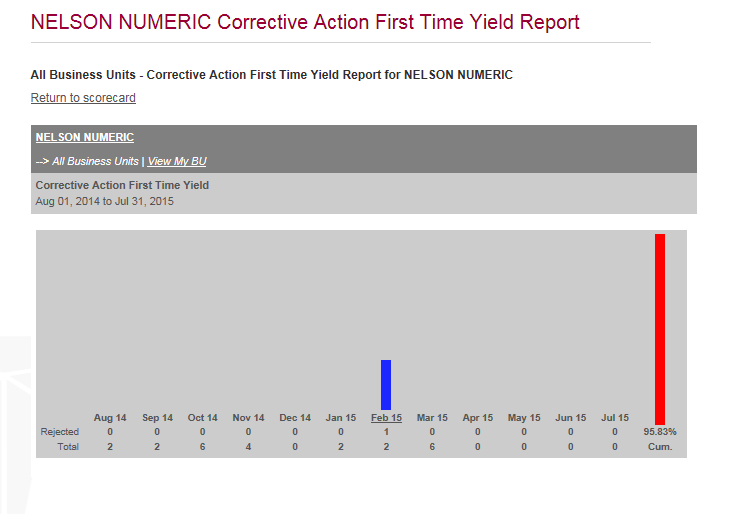 NELSON NUMERIC Corrective Action First Time Yield Report
All Business Units - Corrective Action First Time Yield Report for NELSON NUMERIC
Return to scorecard
NELSON NUMERIC
--> All Business Units | View My BU
Corrective Action First Time Yield
Aug 01, 2014 to Jul 31, 2015
Aug 14 Sep 14 Oct 14 Nov 14 Dec 14 Jan 15 Feb 15 Mar 15 Apr 15 May 15 Jun 15 Jul 15
Rejected 0 0 0 0 0 0 1 0 0 0 0 0 95.83%
Total 2 2 6 4 0 2 2 6 0 0 0 0 Cum.